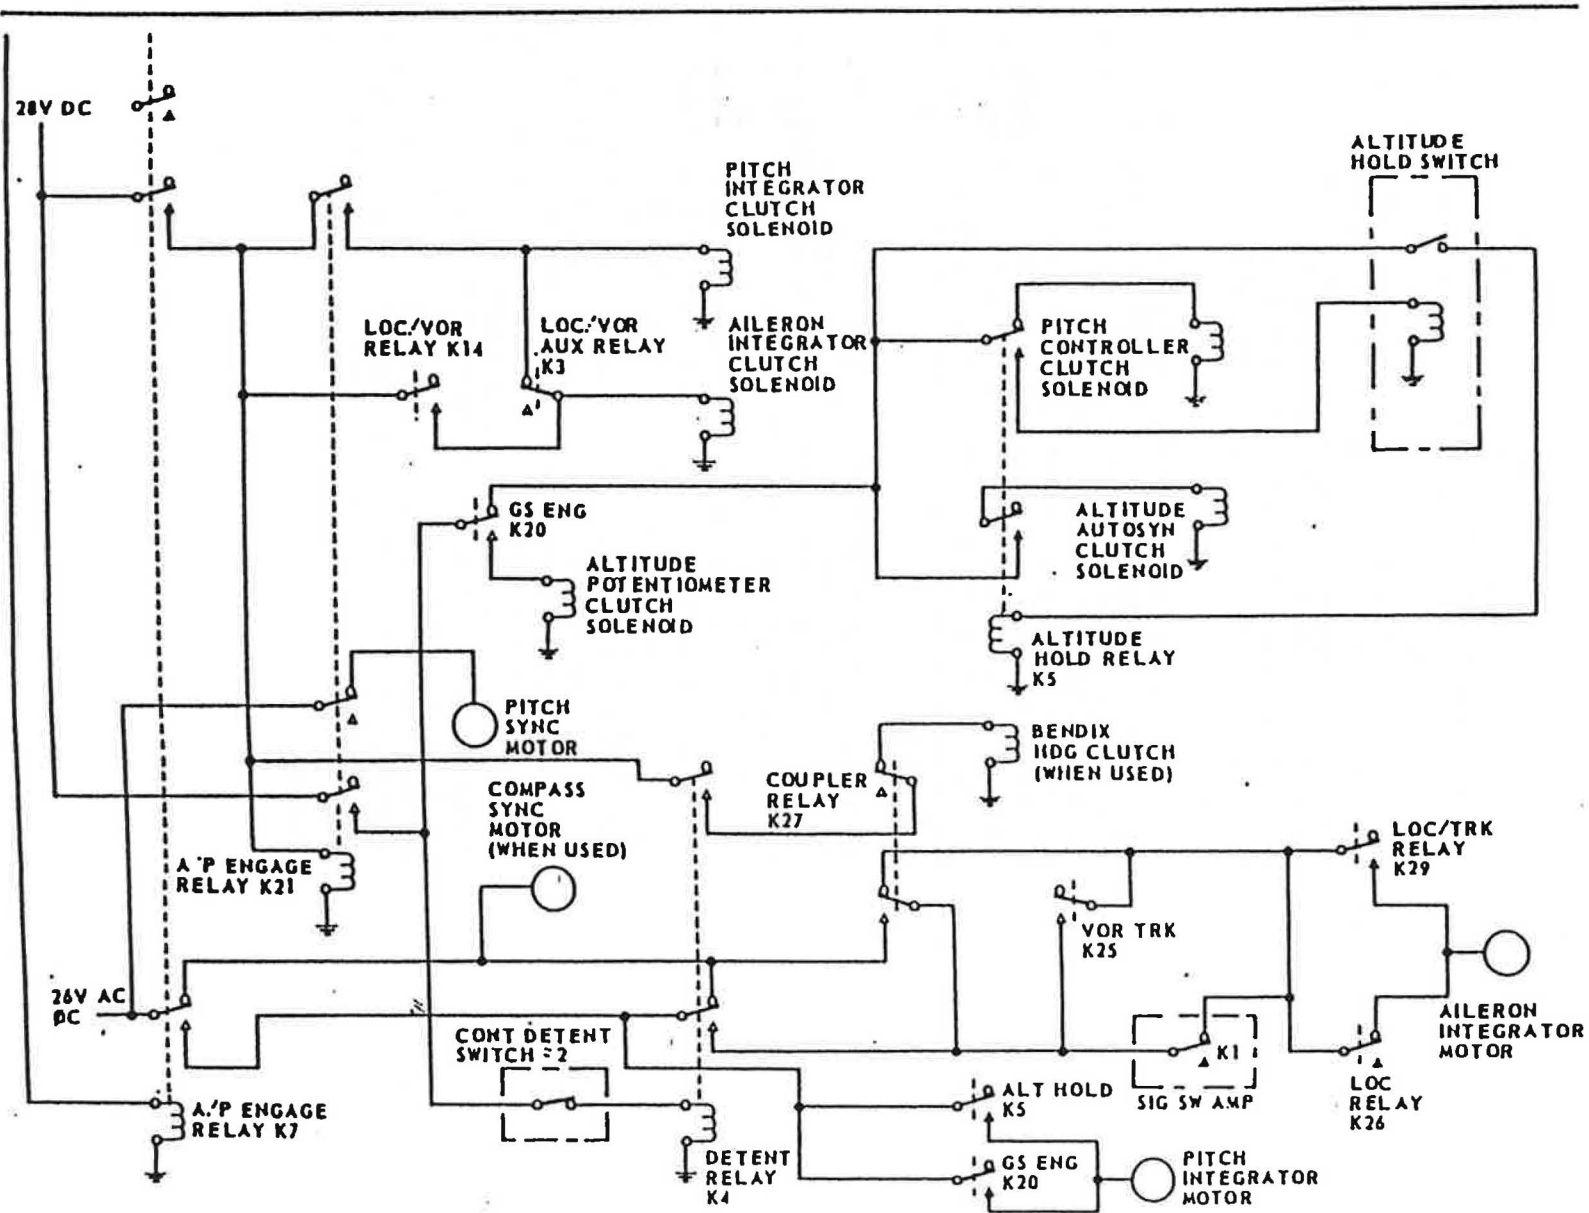 28V DC
PITCH
INTEGRATOR
CLUTCH
SOLENOID
ALTITUDE
HOLD SWITCH
LOC/VOR
RELAY K14
LOC/VOR
AUX RELAY
K3
AILERON
INTEGRATOR
CLUTCH
SOLENOID
PITCH
CONTROLLER
CLUTCH
SOLENOID
GS ENG
K20
ALTITUDE
POTENTIOMETER
CLUTCH
SOLENOID
ALTITUDE
AUTOSYN
CLUTCH
SOLENOID
ALTITUDE
HOLD RELAY
K5
PITCH
SYNC
MOTOR
BENDIX
HDG CLUTCH
(WHEN USED)
COUPLER
RELAY
K27
COMPASS
SYNC
MOTOR
(WHEN USED)
A/P ENGAGE
RELAY K21
LOC/TRK
RELAY
K29
VOR TRK
K25
26V AC
ØC
CONT DETENT
SWITCH #2
K1
SIG SW AMP
AILERON
INTEGRATOR
MOTOR
LOC
RELAY
K26
A/P ENGAGE
RELAY K7
ALT HOLD
K5
DETENT
RELAY
K4
GS ENG
K20
PITCH
INTEGRATOR
MOTOR